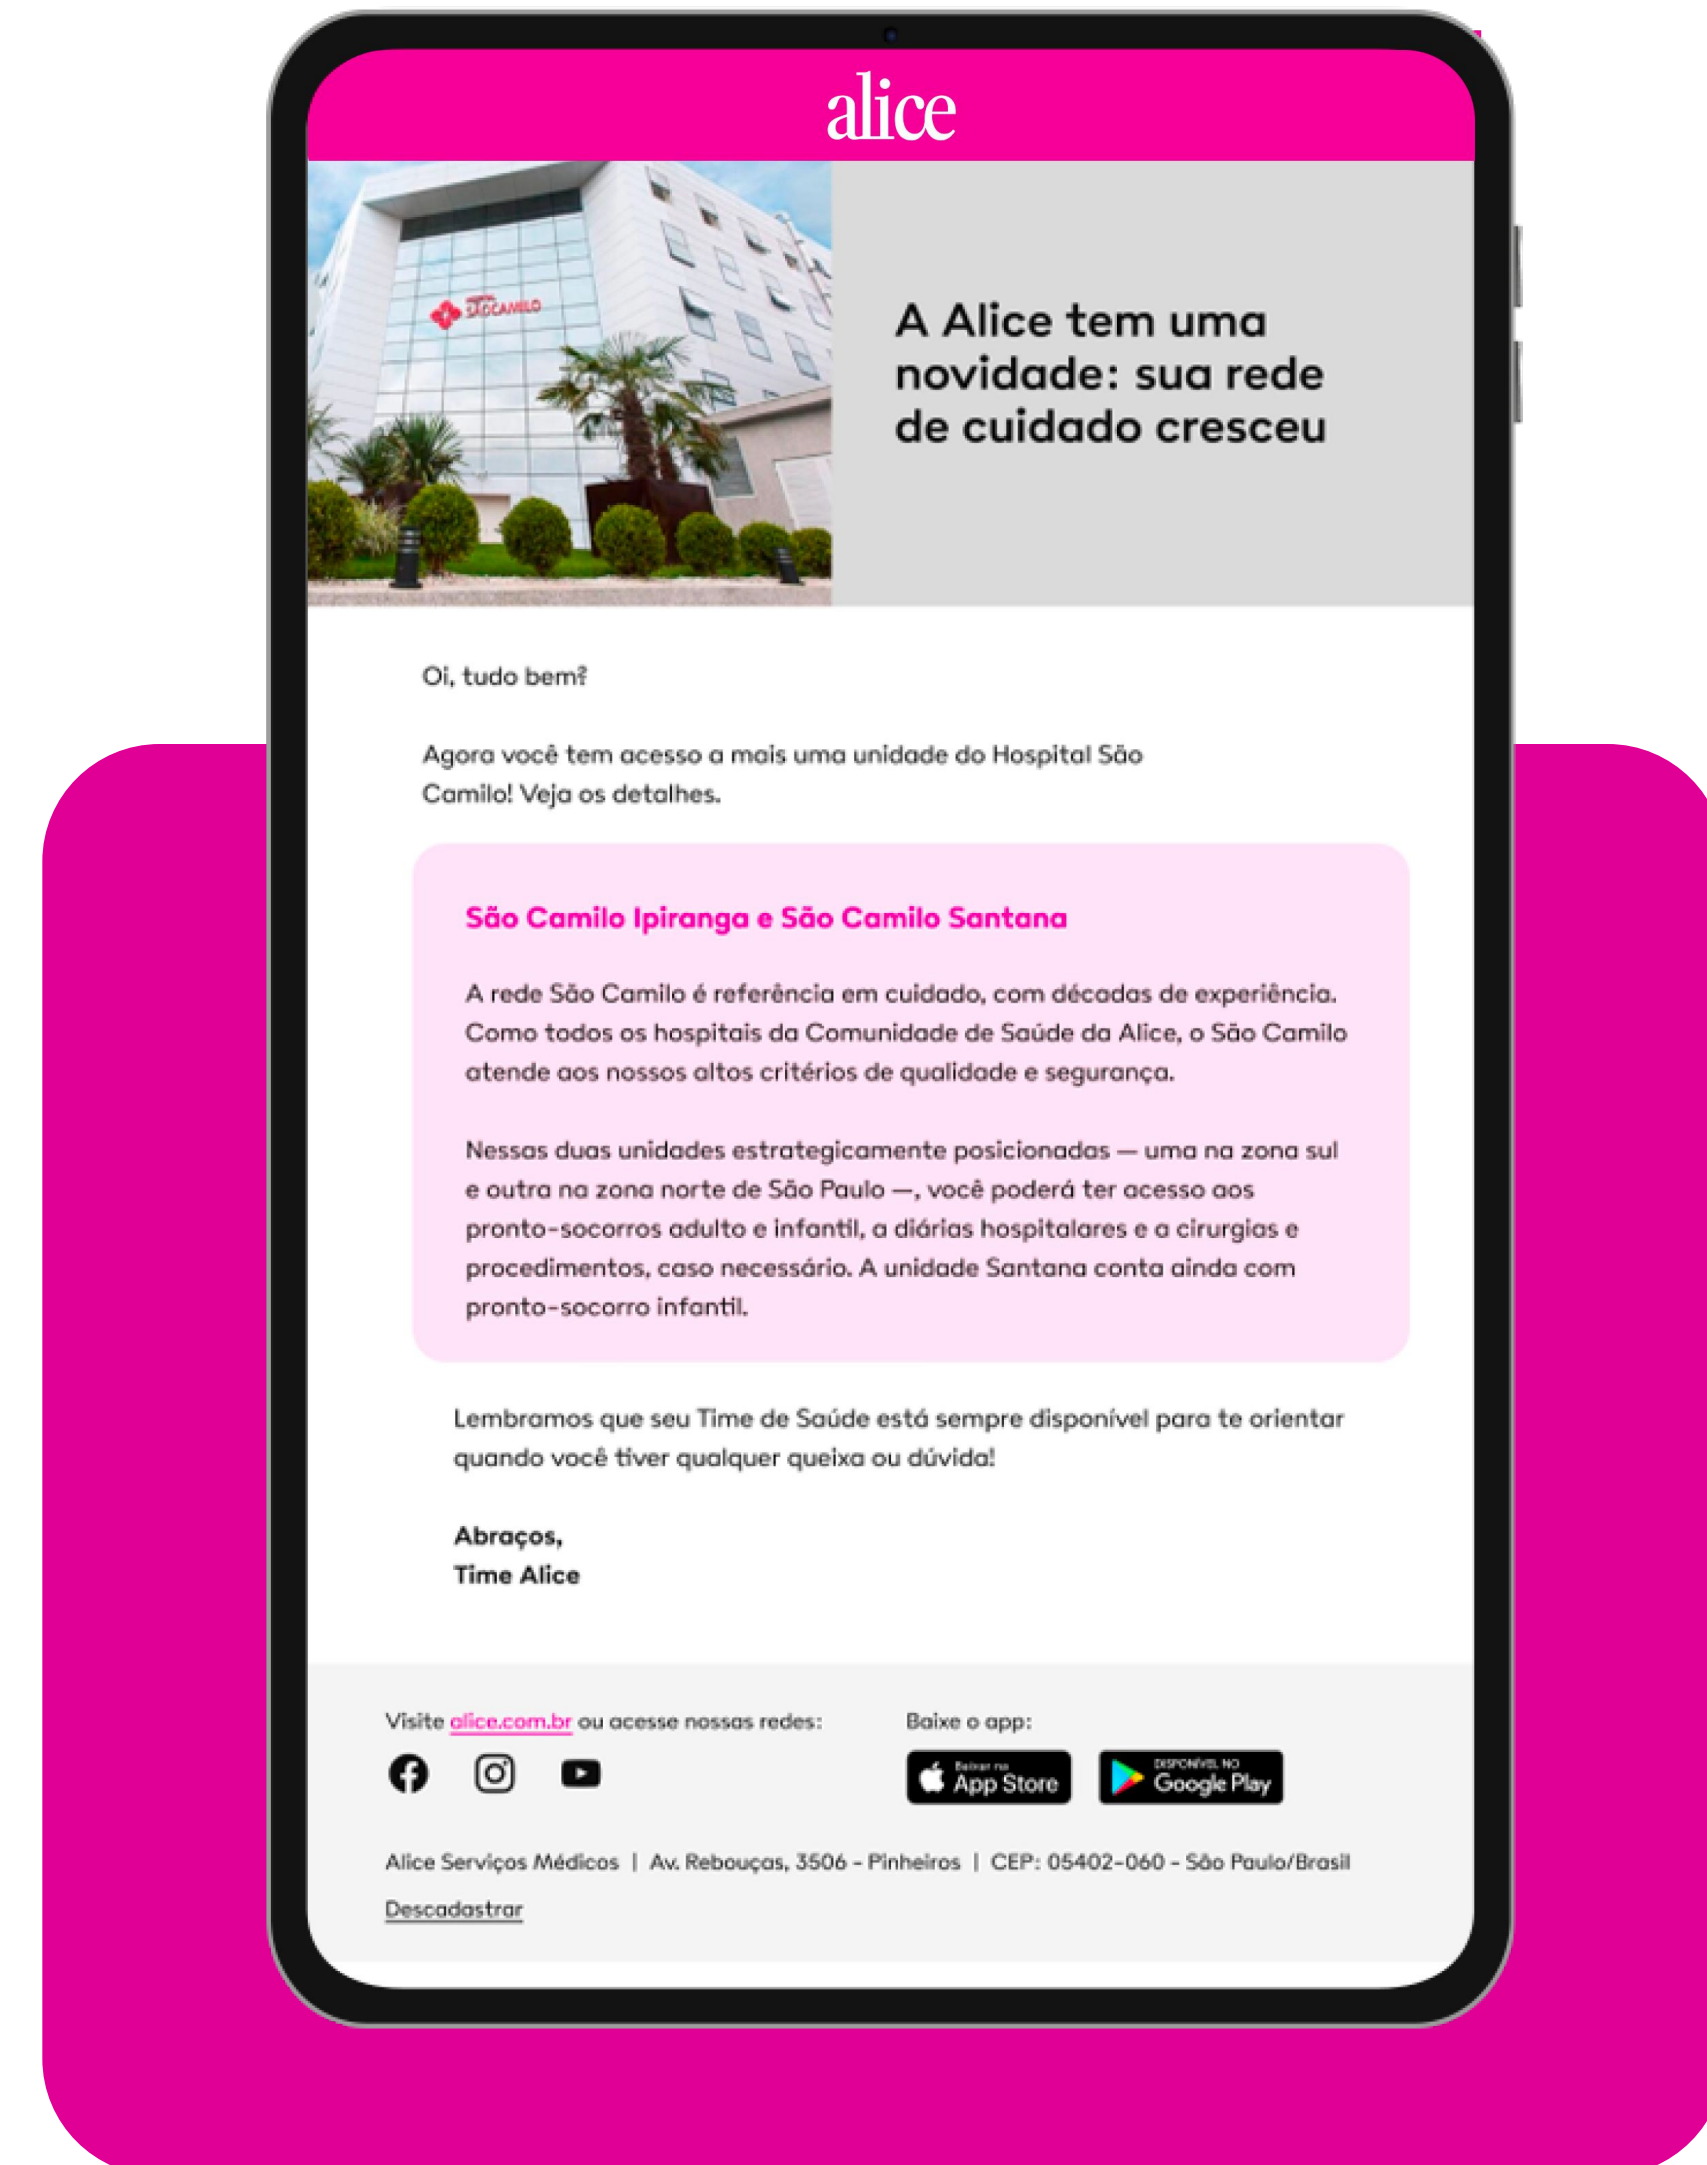 alice
HOSPITAL
SÃOCAMILO
A Alice tem uma
novidade: sua rede
de cuidado cresceu
Oi, tudo bem?
Agora você tem acesso a mais uma unidade do Hospital São
Camilo! Veja os detalhes.
São Camilo Ipiranga e São Camilo Santana
A rede São Camilo é referência em cuidado, com décadas de experiência.
Como todos os hospitais da Comunidade de Saúde da Alice, o São Camilo
atende aos nossos altos critérios de qualidade e segurança.
Nessas duas unidades estrategicamente posicionadas — uma na zona sul
e outra na zona norte de São Paulo —, você poderá ter acesso aos
pronto-socorros adulto e infantil, a diárias hospitalares e a cirurgias e
procedimentos, caso necessário. A unidade Santana conta ainda com
pronto-socorro infantil.
Lembramos que seu Time de Saúde está sempre disponível para te orientar
quando você tiver qualquer queixa ou dúvida!
Abraços,
Time Alice
Visite alice.com.br ou acesse nossas redes:
Baixe o app:
Baixar na
App Store
DISPONÍVEL NO
Google Play
Alice Serviços Médicos | Av. Rebouças, 3506 - Pinheiros | CEP: 05402-060 - São Paulo/Brasil
Descadastrar